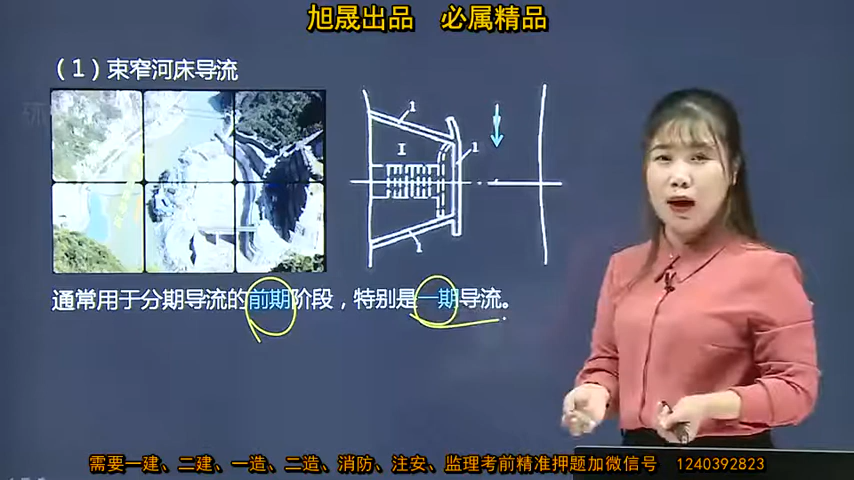 旭晟出品 必属精品
（1）束窄河床导流
1
I
1
1
通常用于分期导流的前期阶段，特别是一期导流。
需要一建、二建、一造、二造、消防、注安、监理考前精准押题加微信号 1240392823